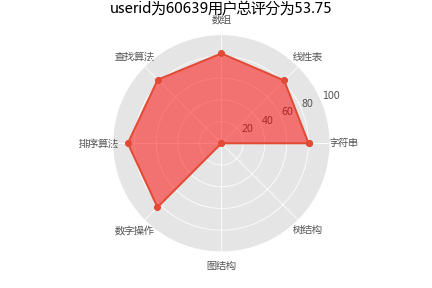 userid为60639用户总评分为53.75
数组
查找算法
线性表
100
80
60
40
20
排序算法
字符串
数字操作
树结构
图结构